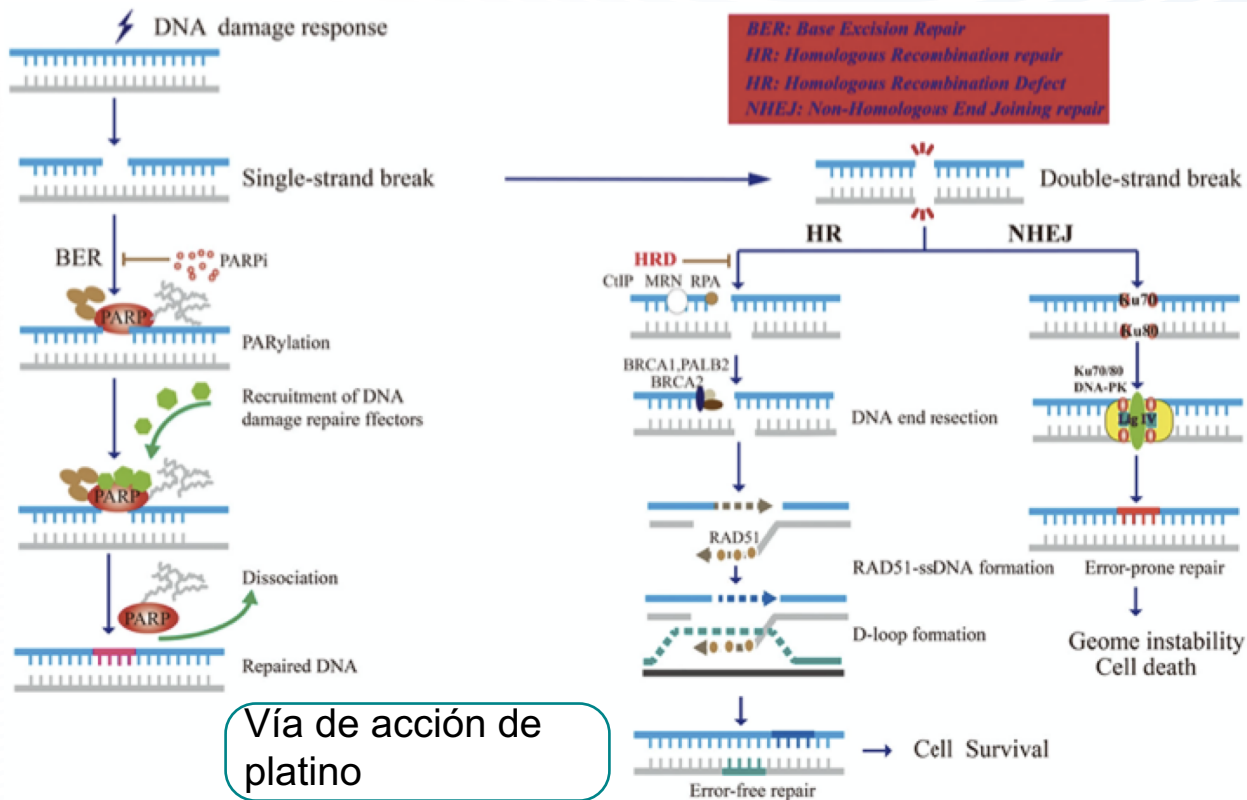 DNA damage response
BER: Base Excision Repair
HR: Homologous Recombination repair
HR: Homologous Recombination Defect
NHEJ: Non-Homologoas End Joining repair
Single-strand break
Double-strand break
HR
NHEJ
BER
PARPi
PARP
PARylation
Recruitment of DNA
damage repaire ffectors
PARP
Dissociation
PARP
Repaired DNA
HRD
CtIP MRN RPA
BRCA1,PALB2
BRCA2
DNA end resection
RAD51
RAD51-ssDNA formation
D-loop formation
Error-free repair
Cell Survival
Ku70
Ku80
Ku70/80
DNA-PK
Lig IV
Error-prone repair
Geome instability
Cell death
Vía de acción de
platino